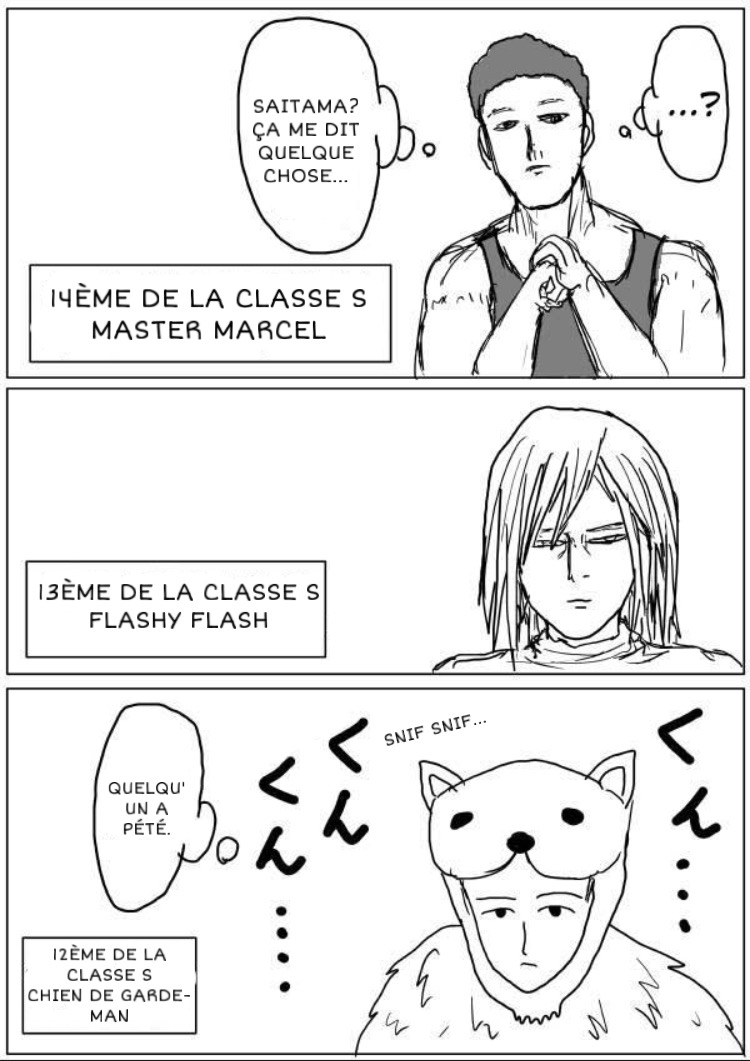 ...?
SAITAMA?
ÇA ME DIT
QUELQUE
CHOSE...
14ÈME DE LA CLASSE S
MASTER MARCEL
13ÈME DE LA CLASSE S
FLASHY FLASH
くん...
SNIF SNIF...
くん
くん....
QUELQU'
UN A
PÉTÉ.
12ÈME DE LA
CLASSE S
CHIEN DE GARDE-
MAN